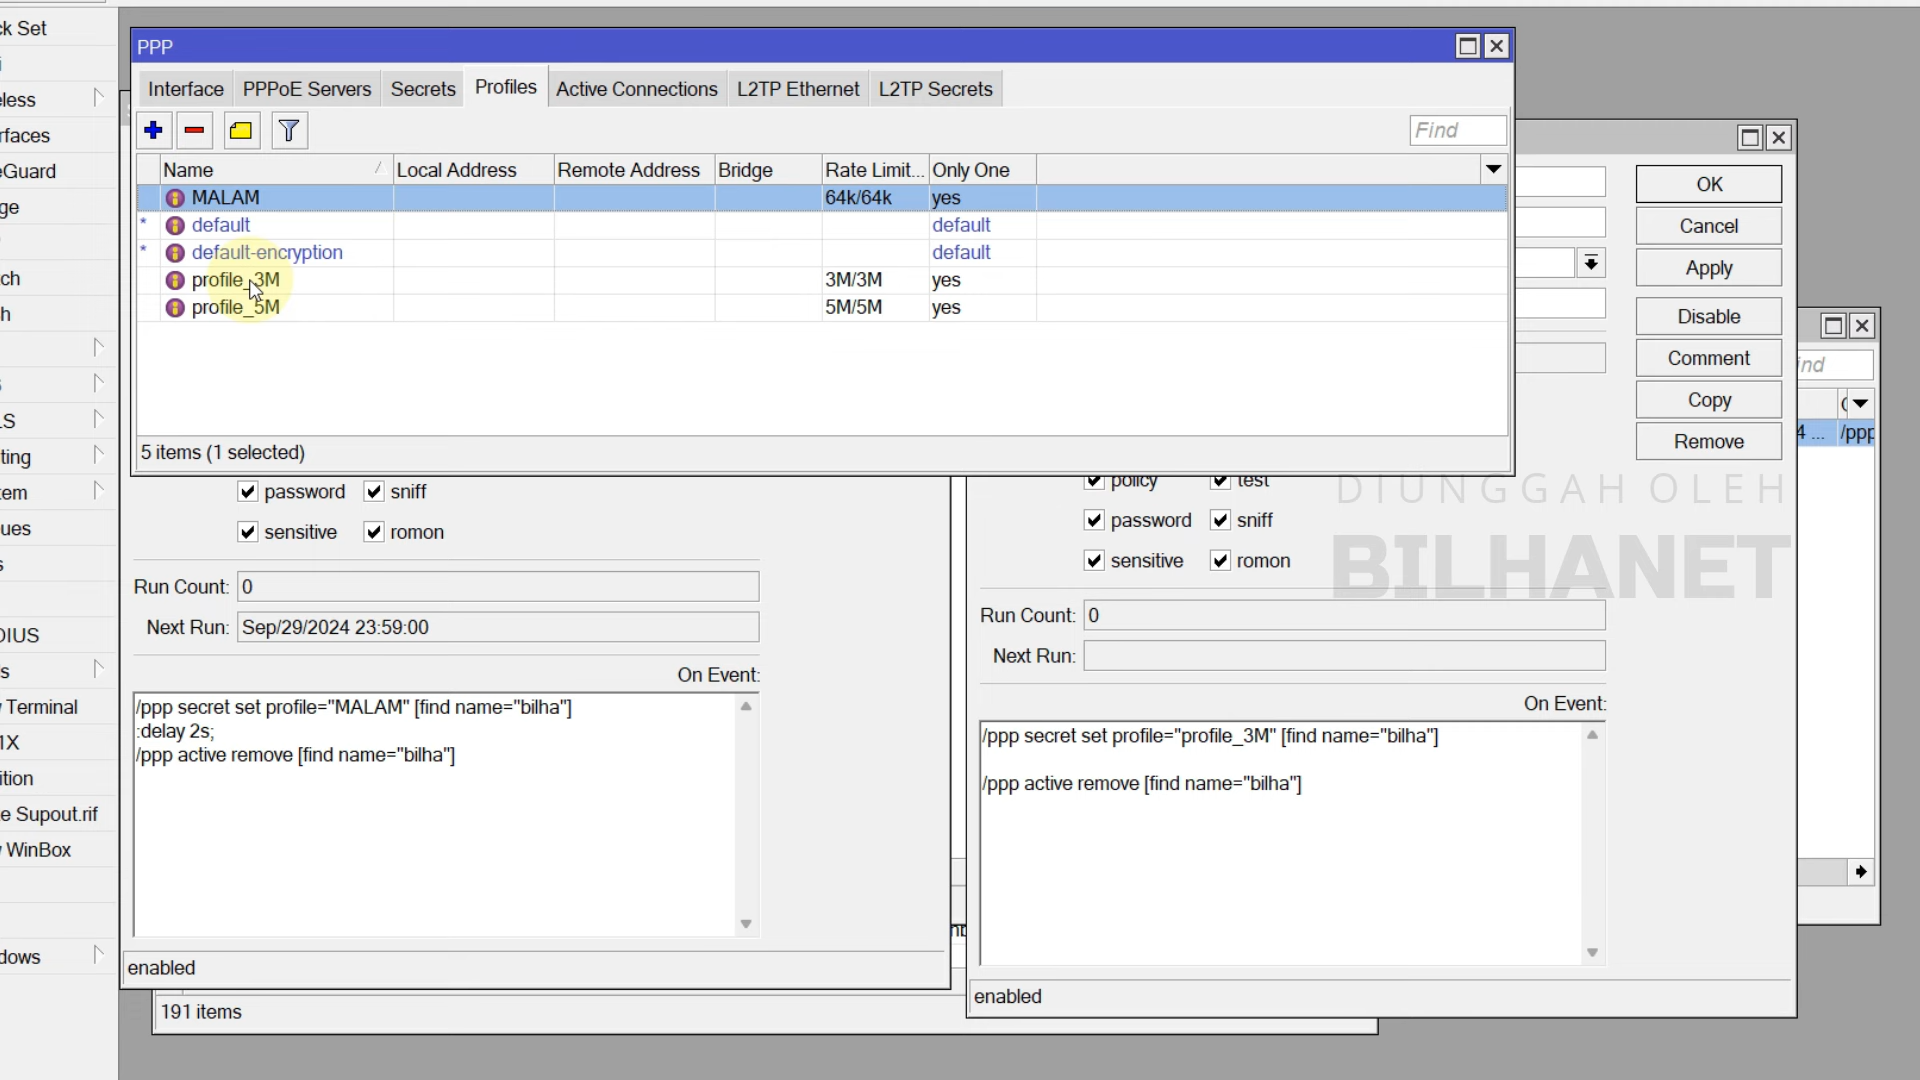 PPP
Interface PPPoE Servers Secrets Profiles Active Connections L2TP Ethernet L2TP Secrets
Find
Name Local Address Remote Address Bridge Rate Limit... Only One
MALAM 64k/64k yes
* default default
* default-encryption default
profile_3M 3M/3M yes
profile_5M 5M/5M yes
5 items (1 selected)
ck Set
eless
rfaces
eGuard
ge
ch
h
LS
ting
tem
ues
s
DIUS
ls
v Terminal
1X
ition
e Supout.rif
v WinBox
dows
password sniff
sensitive romon
Run Count: 0
Next Run: Sep/29/2024 23:59:00
On Event:
/ppp secret set profile="MALAM" [find name="bilha"]
:delay 2s;
/ppp active remove [find name="bilha"]
enabled
191 items
OK
Cancel
Apply
Disable
Comment
Copy
Remove
policy test
password sniff
sensitive romon
Run Count: 0
Next Run:
On Event:
/ppp secret set profile="profile_3M" [find name="bilha"]
/ppp active remove [find name="bilha"]
enabled
ind
4 ... /ppp
DIUNGGAH OLEH
BILHANET